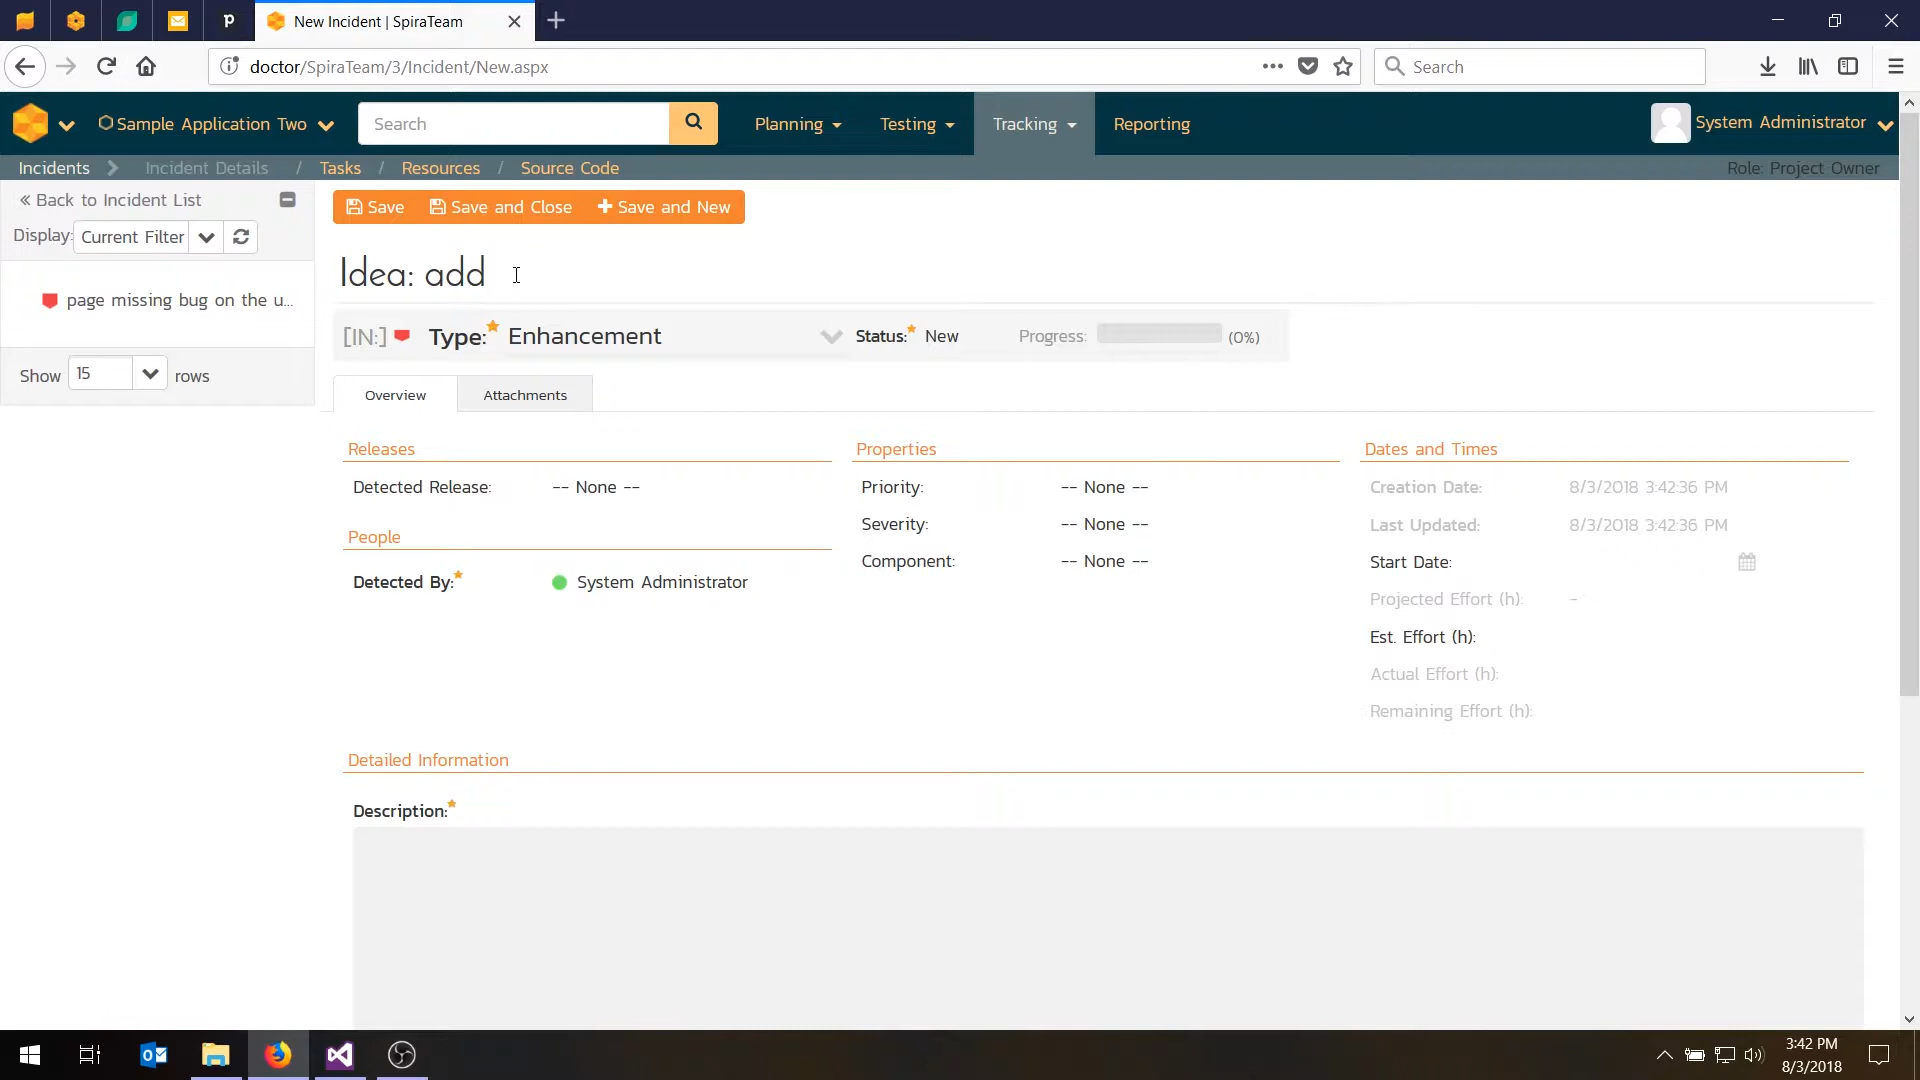 New Incident | SpiraTeam
doctor/SpiraTeam/3/Incident/New.aspx
Search
Sample Application Two
Search
Planning
Testing
Tracking
Reporting
System Administrator
Incidents
Incident Details
/
Tasks
/
Resources
/
Source Code
Role: Project Owner
« Back to Incident List
Save
Save and Close
+ Save and New
Display:
Current Filter
Idea: add
page missing bug on the u...
[IN:]
Type:
Enhancement
Status:
New
Progress:
(0%)
Show
15
rows
Overview
Attachments
Releases
Properties
Dates and Times
Detected Release:
-- None --
Priority:
-- None --
Creation Date:
8/3/2018 3:42:36 PM
Severity:
-- None --
Last Updated:
8/3/2018 3:42:36 PM
People
Component:
-- None --
Start Date:
Detected By:
System Administrator
Projected Effort (h):
-
Est. Effort (h):
Actual Effort (h):
Remaining Effort (h):
Detailed Information
Description:
3:42 PM
8/3/2018